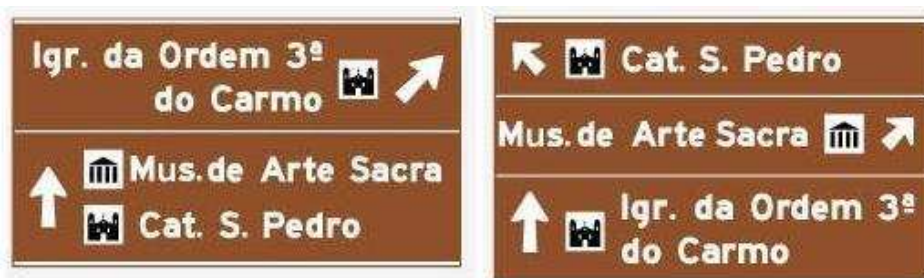 Igr. da Ordem 3ª
do Carmo
Mus. de Arte Sacra
Cat. S. Pedro
Cat. S. Pedro
Mus. de Arte Sacra
Igr. da Ordem 3ª
do Carmo